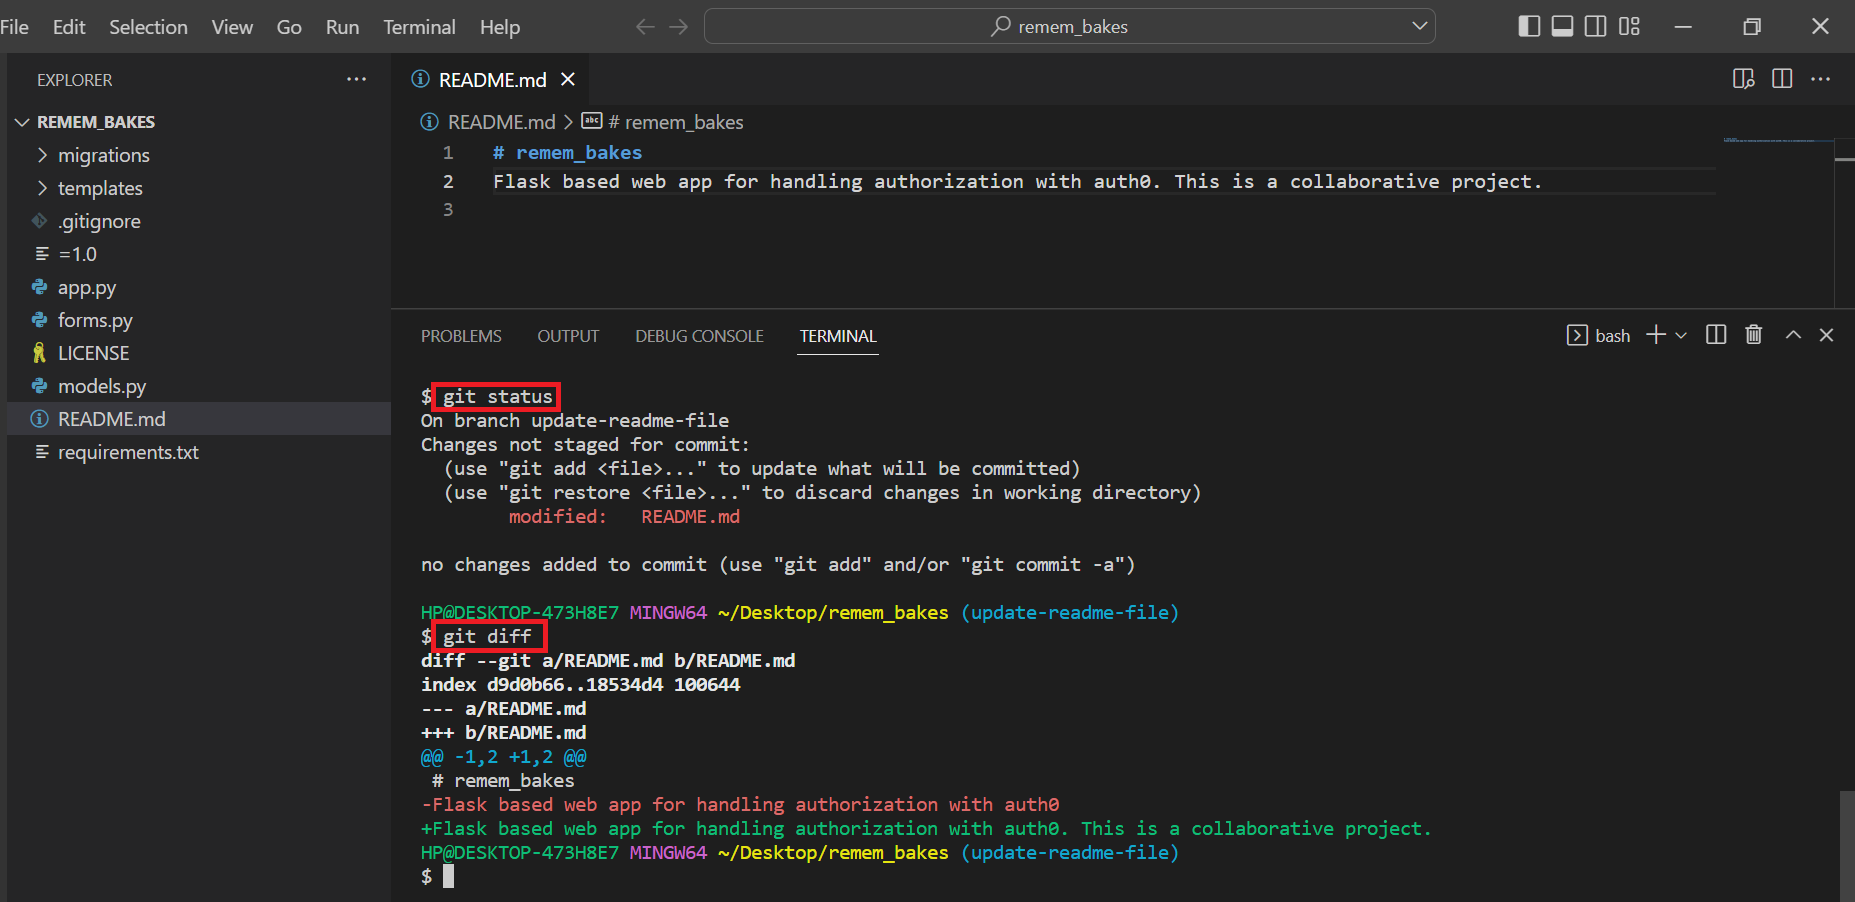 File Edit Selection View Go Run Terminal Help
remem_bakes
EXPLORER
REMEM_BAKES
migrations
templates
.gitignore
=1.0
app.py
forms.py
LICENSE
models.py
README.md
requirements.txt
README.md
README.md > # remem_bakes
1 # remem_bakes
2 Flask based web app for handling authorization with auth0. This is a collaborative project.
3
PROBLEMS OUTPUT DEBUG CONSOLE TERMINAL
bash
$ git status
On branch update-readme-file
Changes not staged for commit:
(use "git add <file>..." to update what will be committed)
(use "git restore <file>..." to discard changes in working directory)
modified: README.md
no changes added to commit (use "git add" and/or "git commit -a")
HP@DESKTOP-473H8E7 MINGW64 ~/Desktop/remem_bakes (update-readme-file)
$ git diff
diff --git a/README.md b/README.md
index d9d0b66..18534d4 100644
--- a/README.md
+++ b/README.md
@@ -1,2 +1,2 @@
# remem_bakes
-Flask based web app for handling authorization with auth0
+Flask based web app for handling authorization with auth0. This is a collaborative project.
HP@DESKTOP-473H8E7 MINGW64 ~/Desktop/remem_bakes (update-readme-file)
$